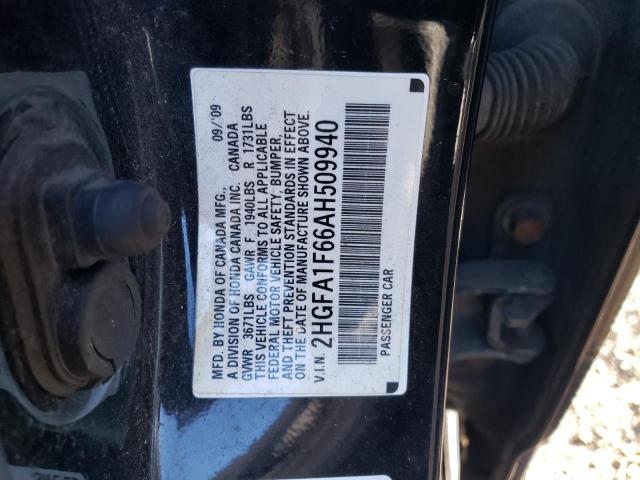 MFD. BY HONDA OF CANADA MFG., 09/'09
A DIVISION OF HONDA CANADA INC. CANADA
GVWR 3671LBS GAWR F 1940LBS R 1731LBS
THIS VEHICLE CONFORMS TO ALL APPLICABLE
FEDERAL MOTOR VEHICLE SAFETY, BUMPER,
AND THEFT PREVENTION STANDARDS IN EFFECT
ON THE DATE OF MANUFACTURE SHOWN ABOVE.
V.I.N. 2HGFA1F66AH509940
PASSENGER CAR